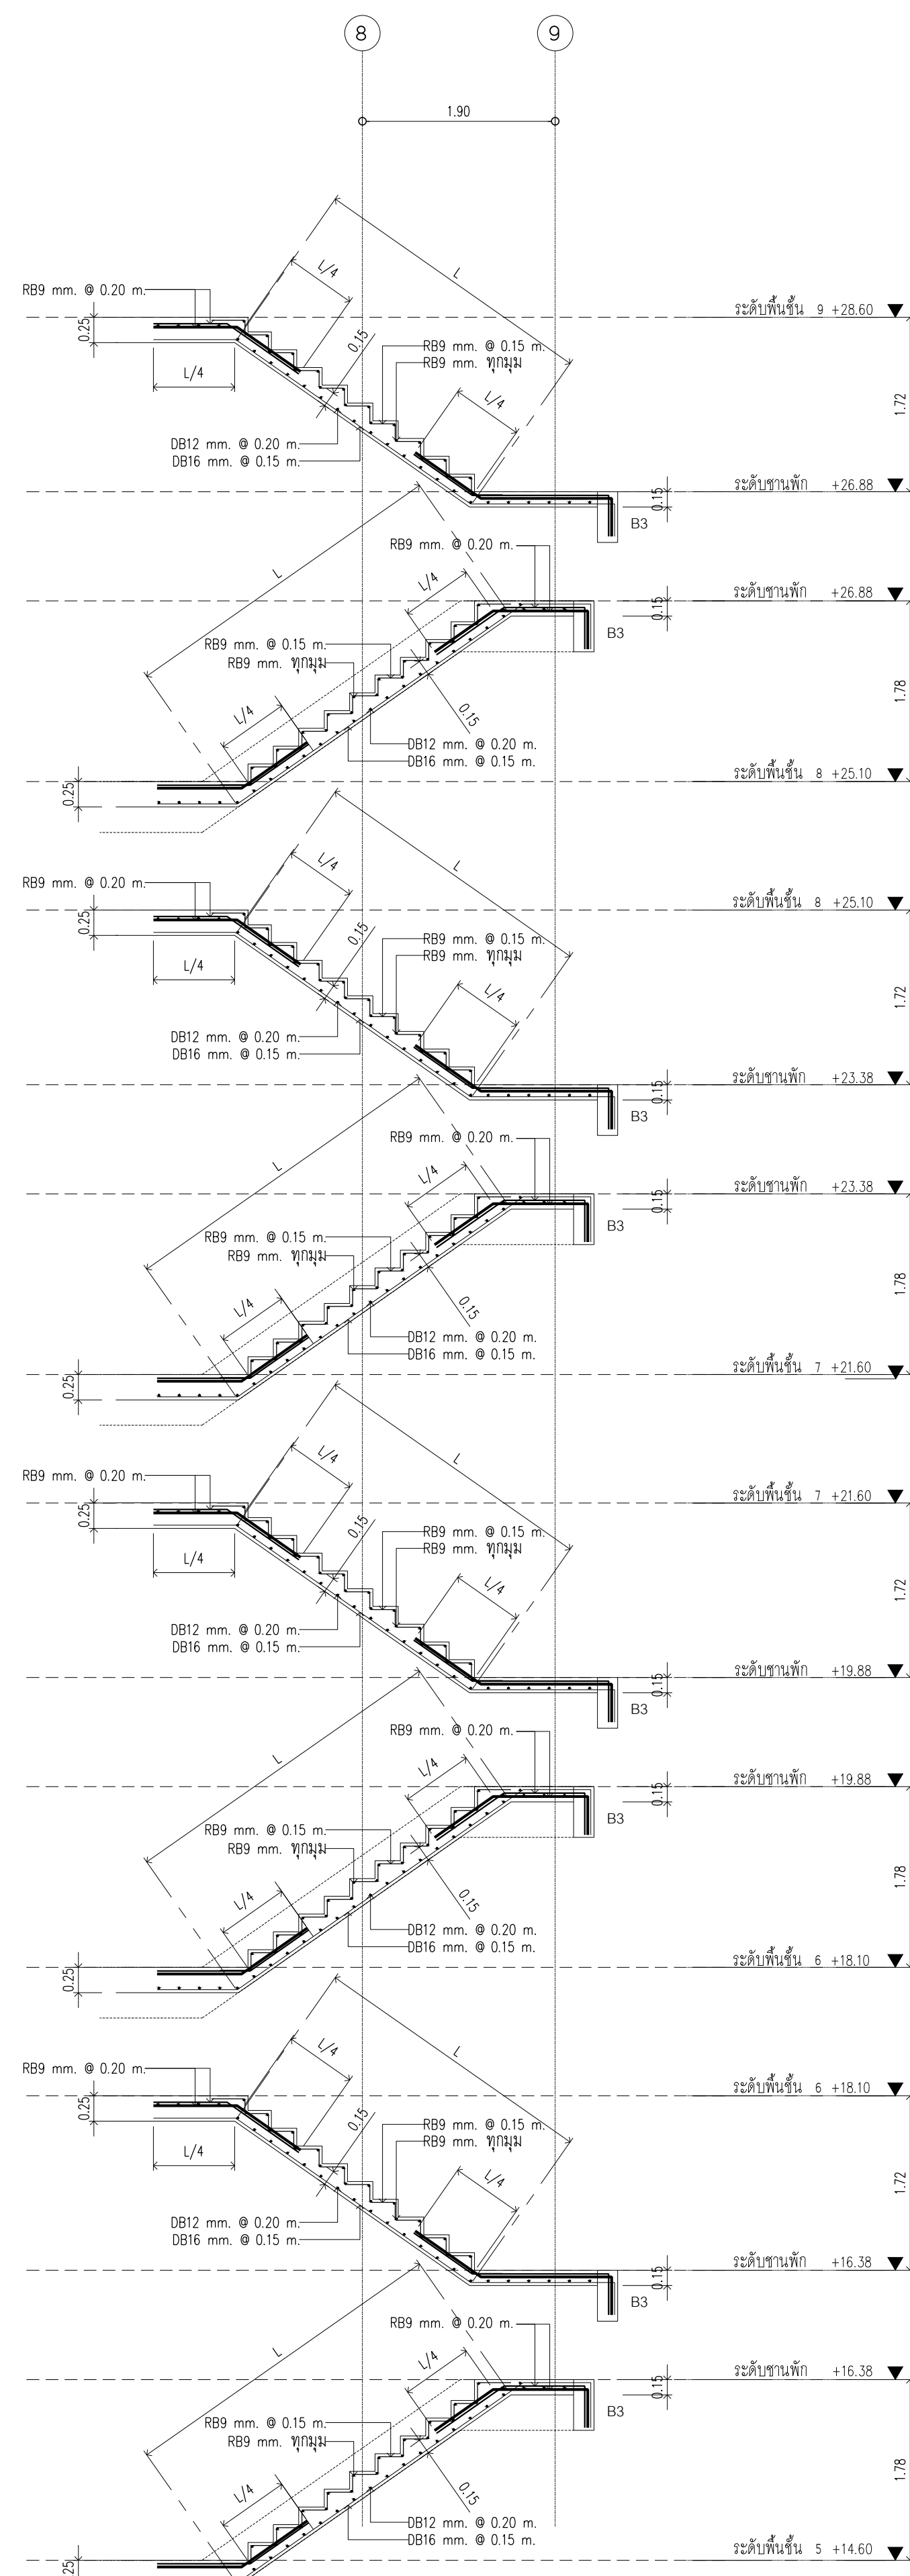 8 9
1.90
L
L/4
RB9 mm. @ 0.20 m.
ระดับพื้นชั้น 9 +28.60
0.25
0.15
RB9 mm. @ 0.15 m.
RB9 mm. ทุกมุม
L/4
L/4
1.72
DB12 mm. @ 0.20 m.
DB16 mm. @ 0.15 m.
ระดับชานพัก +26.88
0.15
B3
RB9 mm. @ 0.20 m.
L
L/4
ระดับชานพัก +26.88
0.15
B3
RB9 mm. @ 0.15 m.
RB9 mm. ทุกมุม
1.78
L/4
0.15
DB12 mm. @ 0.20 m.
DB16 mm. @ 0.15 m.
ระดับพื้นชั้น 8 +25.10
0.25
L
L/4
RB9 mm. @ 0.20 m.
ระดับพื้นชั้น 8 +25.10
0.25
0.15
RB9 mm. @ 0.15 m.
RB9 mm. ทุกมุม
L/4
L/4
1.72
DB12 mm. @ 0.20 m.
DB16 mm. @ 0.15 m.
ระดับชานพัก +23.38
0.15
B3
RB9 mm. @ 0.20 m.
L
L/4
ระดับชานพัก +23.38
0.15
B3
RB9 mm. @ 0.15 m.
RB9 mm. ทุกมุม
1.78
L/4
0.15
DB12 mm. @ 0.20 m.
DB16 mm. @ 0.15 m.
ระดับพื้นชั้น 7 +21.60
0.25
L
L/4
RB9 mm. @ 0.20 m.
ระดับพื้นชั้น 7 +21.60
0.25
0.15
RB9 mm. @ 0.15 m.
RB9 mm. ทุกมุม
L/4
L/4
1.72
DB12 mm. @ 0.20 m.
DB16 mm. @ 0.15 m.
ระดับชานพัก +19.88
0.15
B3
RB9 mm. @ 0.20 m.
L
L/4
ระดับชานพัก +19.88
0.15
B3
RB9 mm. @ 0.15 m.
RB9 mm. ทุกมุม
1.78
L/4
0.15
DB12 mm. @ 0.20 m.
DB16 mm. @ 0.15 m.
ระดับพื้นชั้น 6 +18.10
0.25
L
L/4
RB9 mm. @ 0.20 m.
ระดับพื้นชั้น 6 +18.10
0.25
0.15
RB9 mm. @ 0.15 m.
RB9 mm. ทุกมุม
L/4
L/4
1.72
DB12 mm. @ 0.20 m.
DB16 mm. @ 0.15 m.
ระดับชานพัก +16.38
0.15
B3
RB9 mm. @ 0.20 m.
L
L/4
ระดับชานพัก +16.38
0.15
B3
RB9 mm. @ 0.15 m.
RB9 mm. ทุกมุม
1.78
L/4
0.15
DB12 mm. @ 0.20 m.
DB16 mm. @ 0.15 m.
ระดับพื้นชั้น 5 +14.60
25